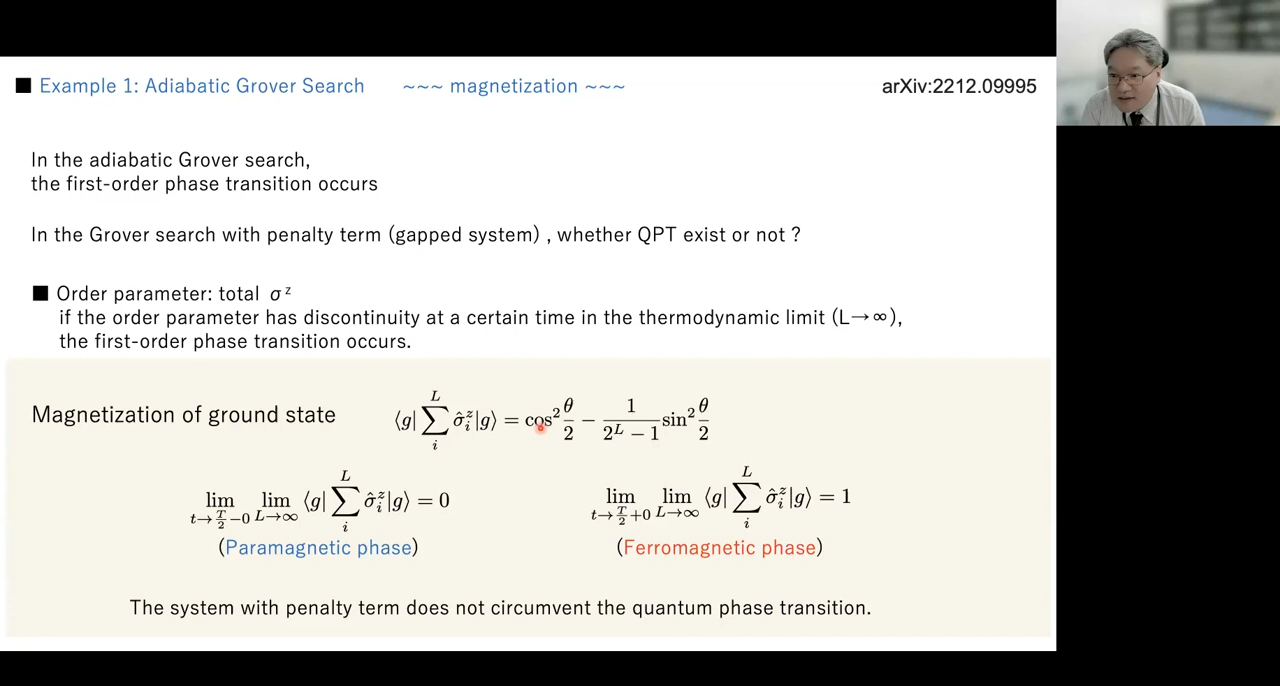 ■ Example 1: Adiabatic Grover Search ~~~ magnetization ~~~ arXiv:2212.09995
In the adiabatic Grover search,
the first-order phase transition occurs
In the Grover search with penalty term (gapped system) , whether QPT exist or not ?
■ Order parameter: total σ^z
if the order parameter has discontinuity at a certain time in the thermodynamic limit (L→∞),
the first-order phase transition occurs.
Magnetization of ground state ⟨g| ∑_i^L σ̂_i^z |g⟩ = cos² θ/2 − 1/(2^L − 1) sin² θ/2
lim_{t→T/2−0} lim_{L→∞} ⟨g| ∑_i^L σ̂_i^z |g⟩ = 0 lim_{t→T/2+0} lim_{L→∞} ⟨g| ∑_i^L σ̂_i^z |g⟩ = 1
(Paramagnetic phase) (Ferromagnetic phase)
The system with penalty term does not circumvent the quantum phase transition.